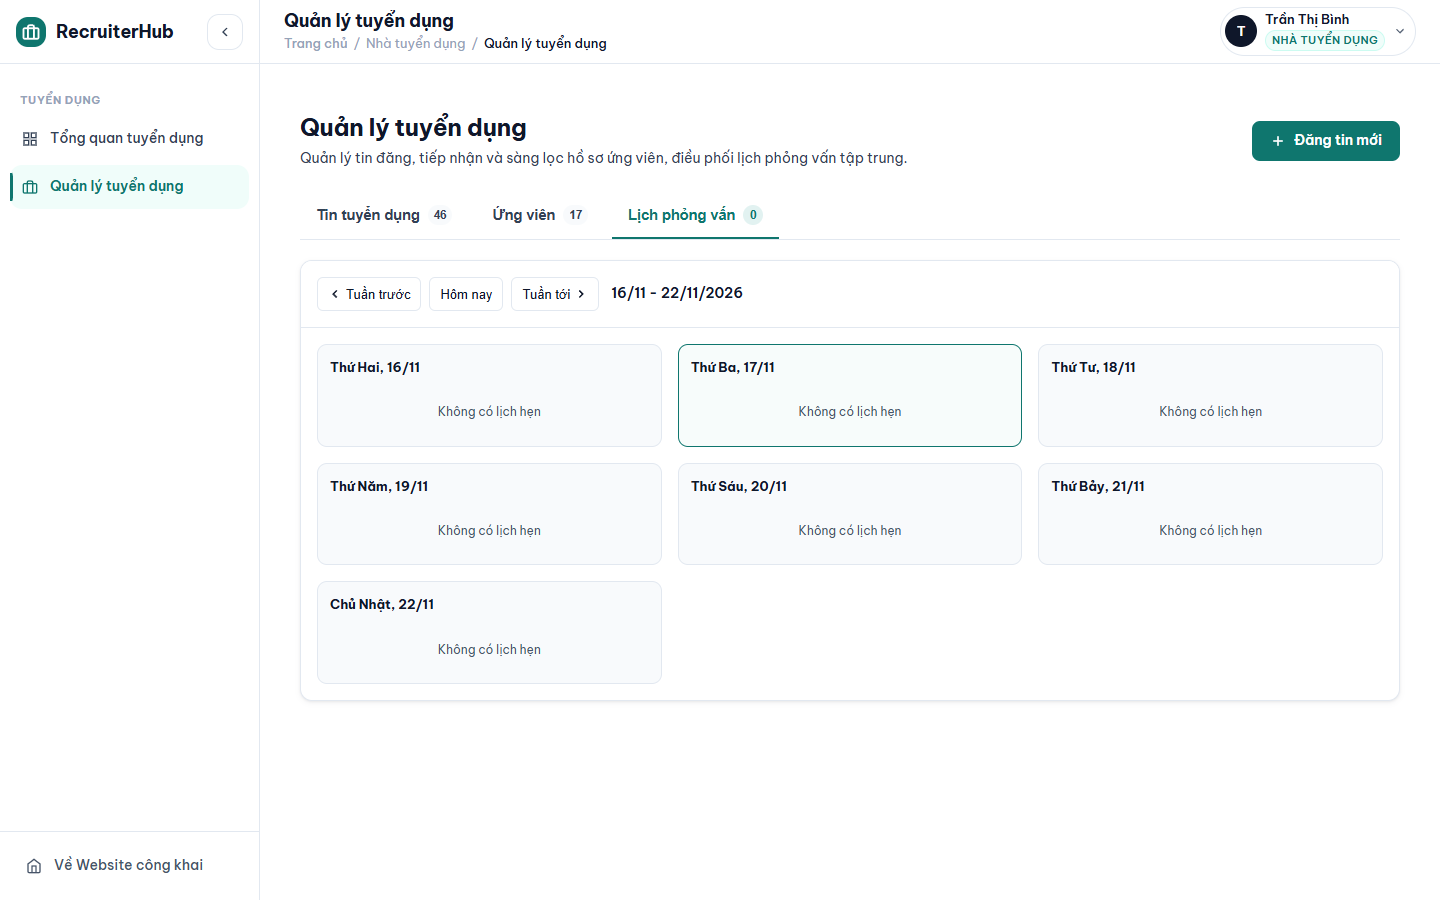 RecruiterHub
Quản lý tuyển dụng
Trang chủ / Nhà tuyển dụng / Quản lý tuyển dụng
T
Trần Thị Bình
NHÀ TUYỂN DỤNG
TUYỂN DỤNG
Tổng quan tuyển dụng
Quản lý tuyển dụng
Về Website công khai
Quản lý tuyển dụng
Quản lý tin đăng, tiếp nhận và sàng lọc hồ sơ ứng viên, điều phối lịch phỏng vấn tập trung.
+ Đăng tin mới
Tin tuyển dụng 46 Ứng viên 17 Lịch phỏng vấn 0
Tuần trước Hôm nay Tuần tới 16/11 - 22/11/2026
Thứ Hai, 16/11
Không có lịch hẹn
Thứ Ba, 17/11
Không có lịch hẹn
Thứ Tư, 18/11
Không có lịch hẹn
Thứ Năm, 19/11
Không có lịch hẹn
Thứ Sáu, 20/11
Không có lịch hẹn
Thứ Bảy, 21/11
Không có lịch hẹn
Chủ Nhật, 22/11
Không có lịch hẹn